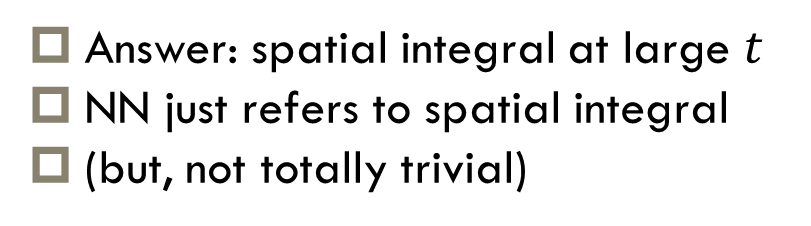 Answer: spatial integral at large t
NN just refers to spatial integral
(but, not totally trivial)